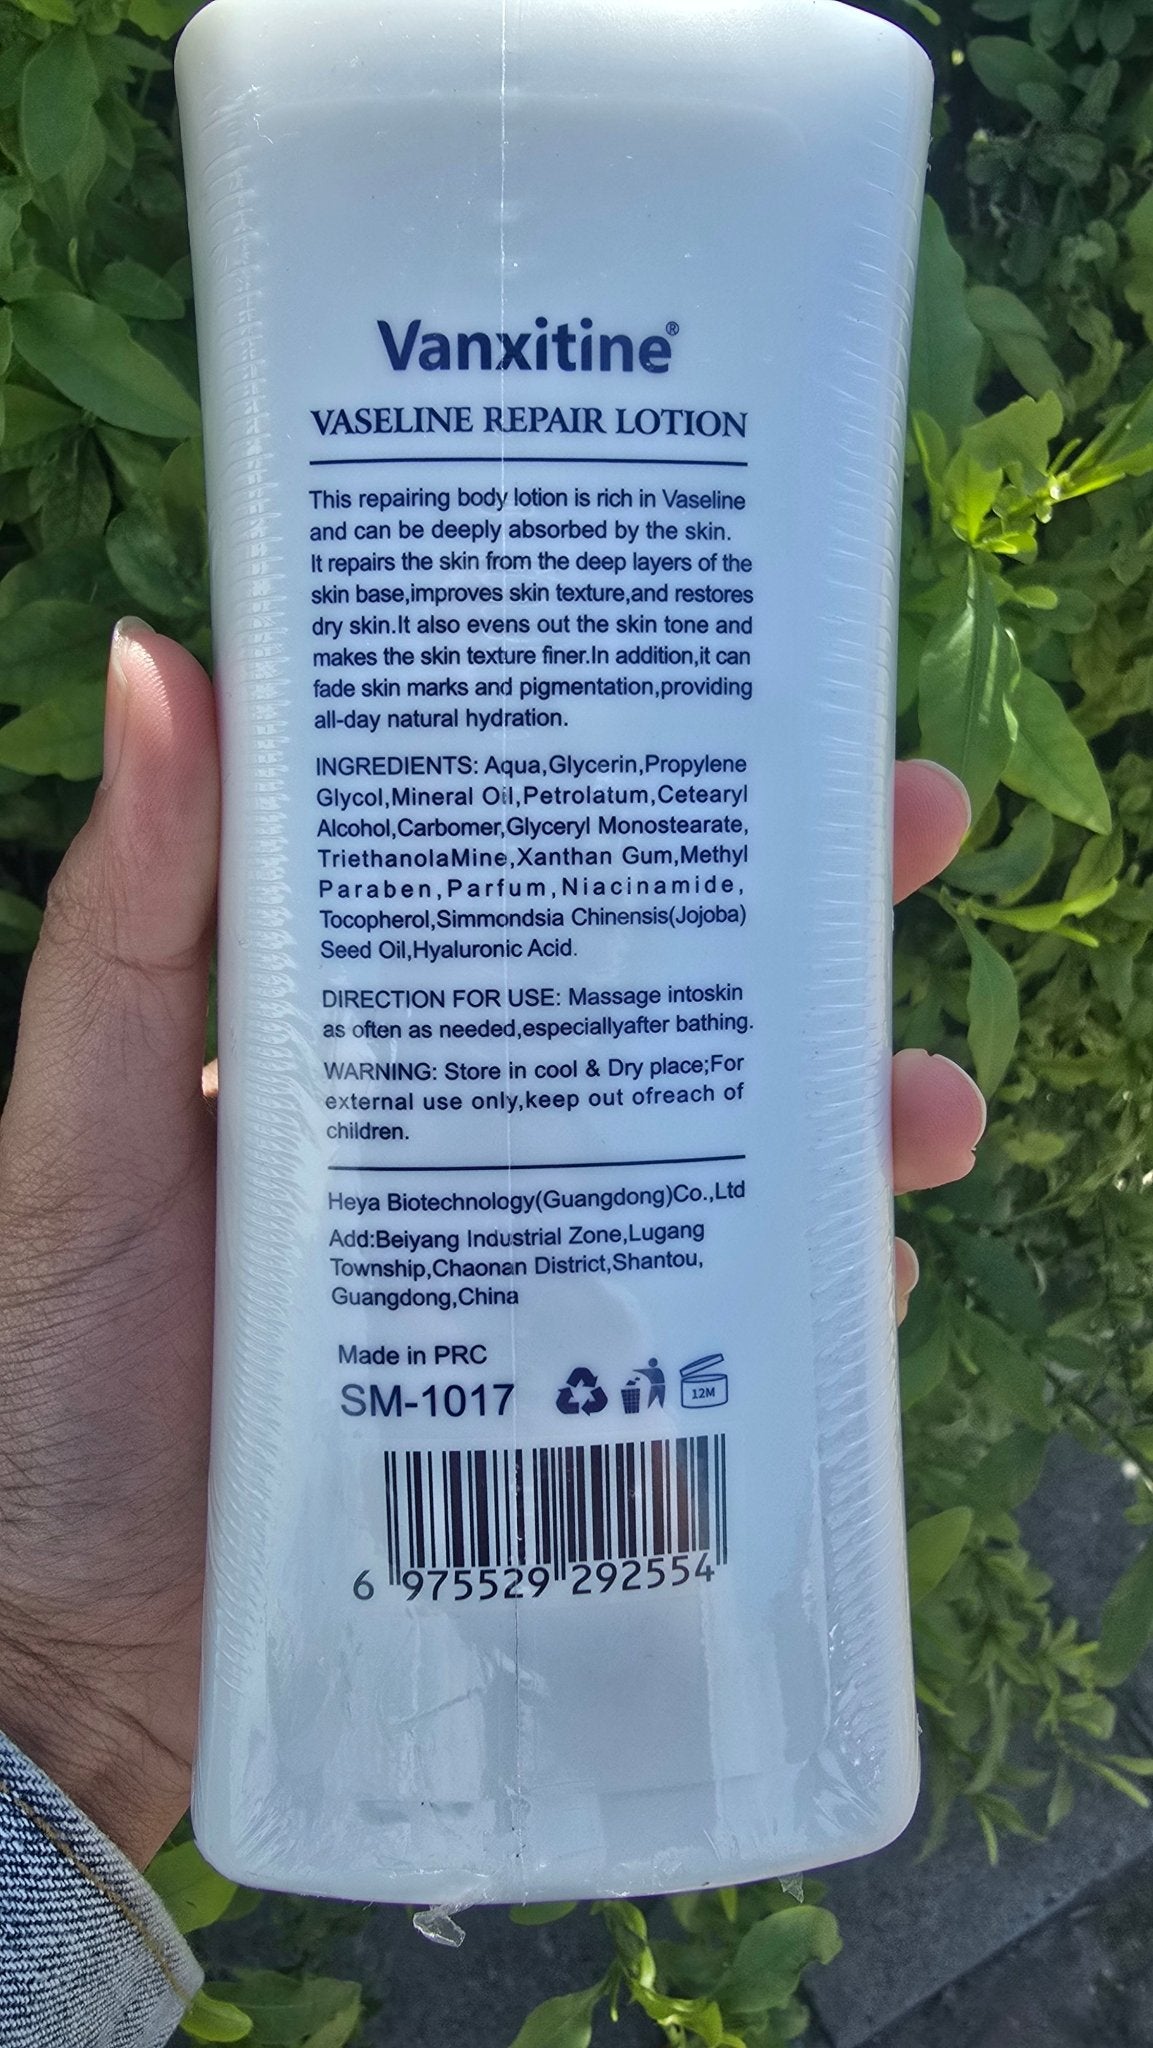 Vanxitine®
VASELINE REPAIR LOTION
This repairing body lotion is rich in Vaseline
and can be deeply absorbed by the skin.
It repairs the skin from the deep layers of the
skin base,improves skin texture,and restores
dry skin.It also evens out the skin tone and
makes the skin texture finer.In addition,it can
fade skin marks and pigmentation,providing
all-day natural hydration.
INGREDIENTS: Aqua,Glycerin,Propylene
Glycol,Mineral Oil,Petrolatum,Cetearyl
Alcohol,Carbomer,Glyceryl Monostearate,
TriethanolaMine,Xanthan Gum,Methyl
Paraben,Parfum,Niacinamide,
Tocopherol,Simmondsia Chinensis(Jojoba)
Seed Oil,Hyaluronic Acid.
DIRECTION FOR USE: Massage intoskin
as often as needed,especiallyafter bathing.
WARNING: Store in cool & Dry place;For
external use only,keep out ofreach of
children.
Heya Biotechnology(Guangdong)Co.,Ltd
Add:Beiyang Industrial Zone,Lugang
Township,Chaonan District,Shantou,
Guangdong,China
Made in PRC
SM-1017
12M
6 975529 292554